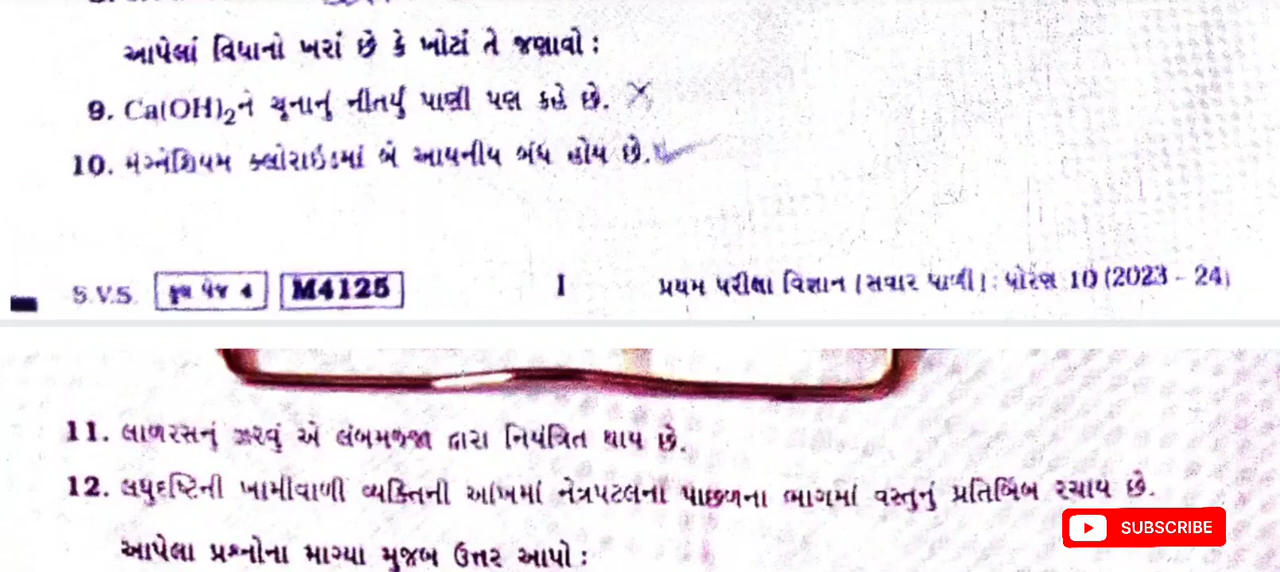 આપેલાં વિધાનો ખરાં છે કે ખોટાં તે જણાવો :
9. Ca(OH)₂ને ચૂનાનું નીતર્યું પાણી પણ કહે છે.
10. મેગ્નેશિયમ ક્લોરાઈડમાં બે આયનીય બંધ હોય છે.
S.V.S. કુલ પેજ 4 M4125 1 પ્રથમ પરીક્ષા વિજ્ઞાન (સવાર પાળી) : ધોરણ 10 (2023 - 24)
11. લાળરસનું ઝરવું એ લંબમજ્જા દ્વારા નિયંત્રિત થાય છે.
12. લઘુદૃષ્ટિની ખામીવાળી વ્યક્તિની આંખમાં નેત્રપટલના પાછળના ભાગમાં વસ્તુનું પ્રતિબિંબ રચાય છે.
SUBSCRIBE
આપેલા પ્રશ્નોના માગ્યા મુજબ ઉત્તર આપો :